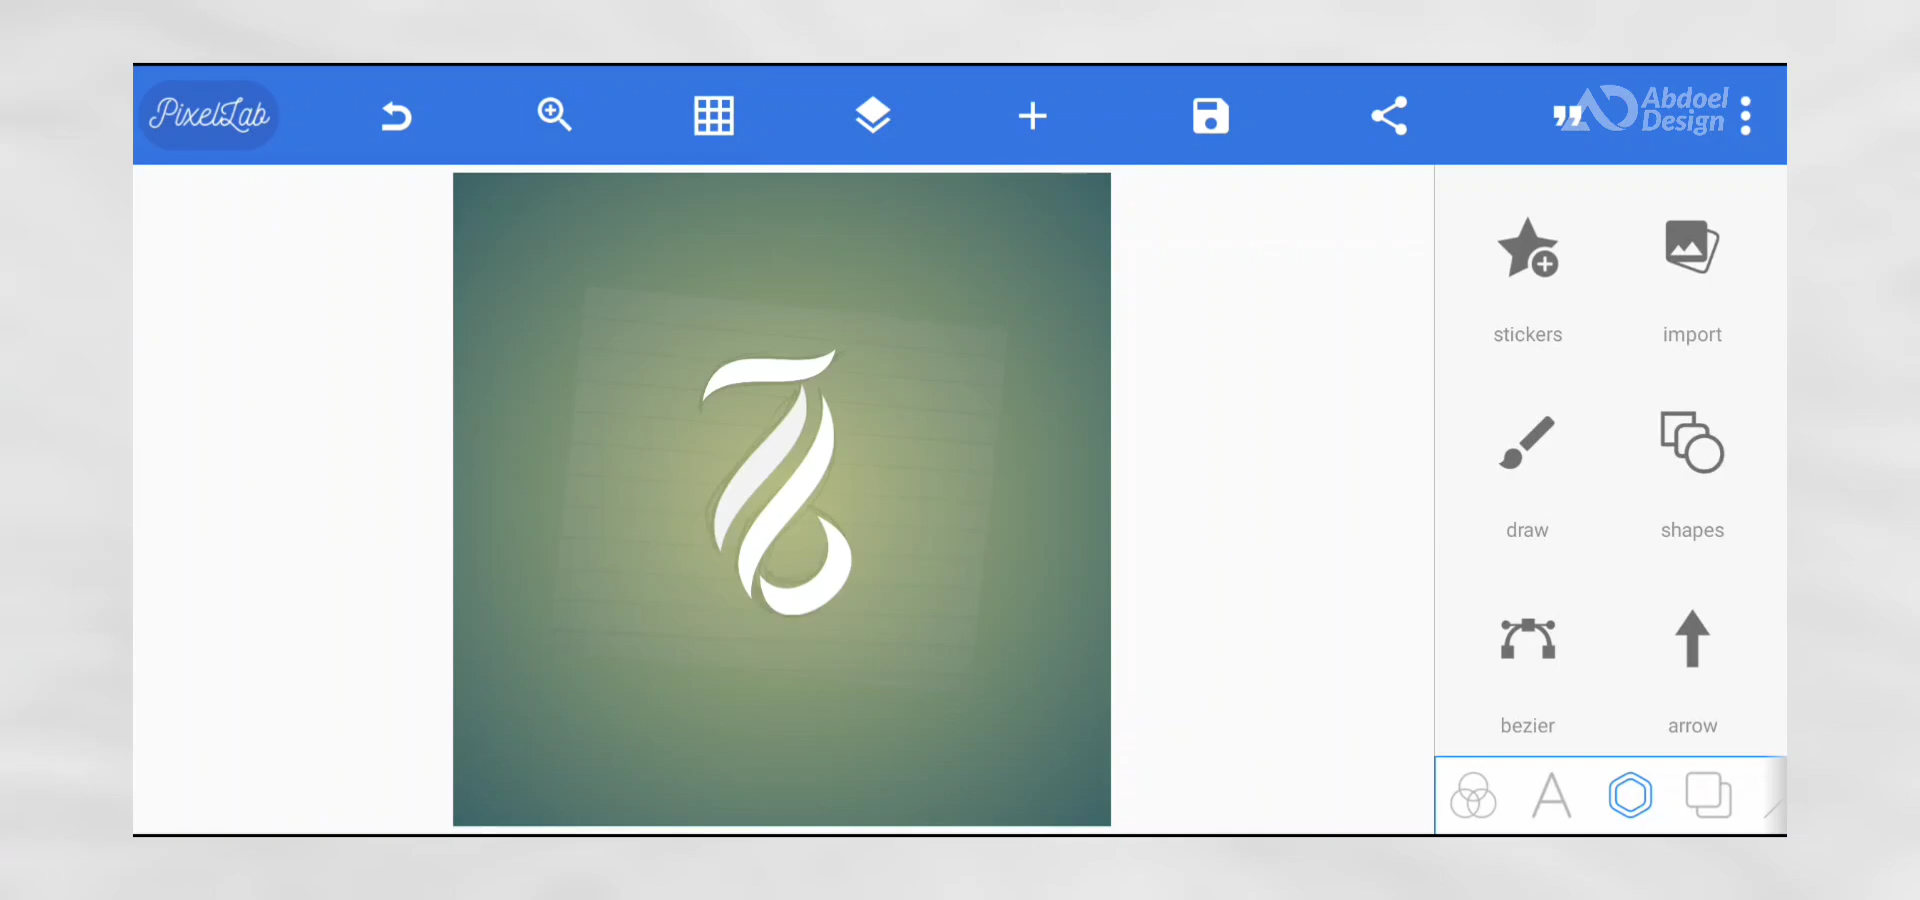 PixelLab
Abdoel
Design
stickers
import
draw
shapes
bezier
arrow